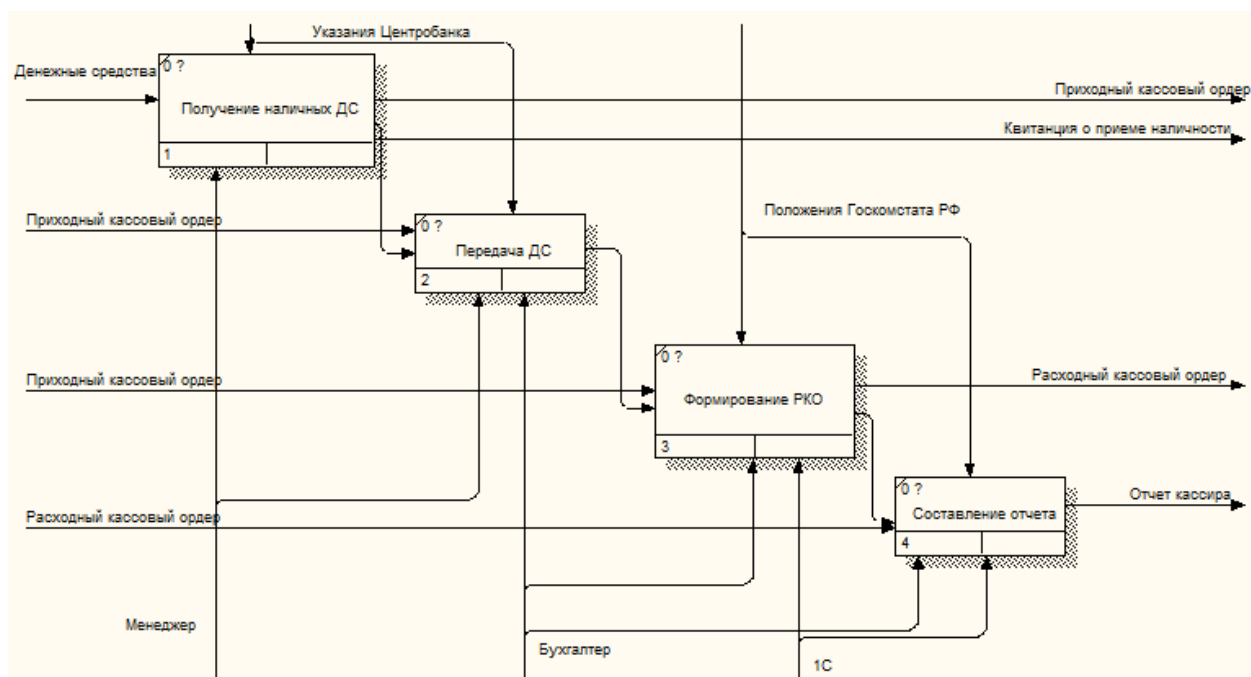 Указания Центробанка
0 ?
Денежные средства
Получение наличных ДС
Приходный кассовый ордер
Квитанция о приеме наличности
1
Приходный кассовый ордер
0 ?
Положения Госкомстата РФ
Передача ДС
2
0 ?
Приходный кассовый ордер
Расходный кассовый ордер
Формирование РКО
3
0 ?
Отчет кассира
Расходный кассовый ордер
Составление отчета
4
Менеджер
Бухгалтер
1С